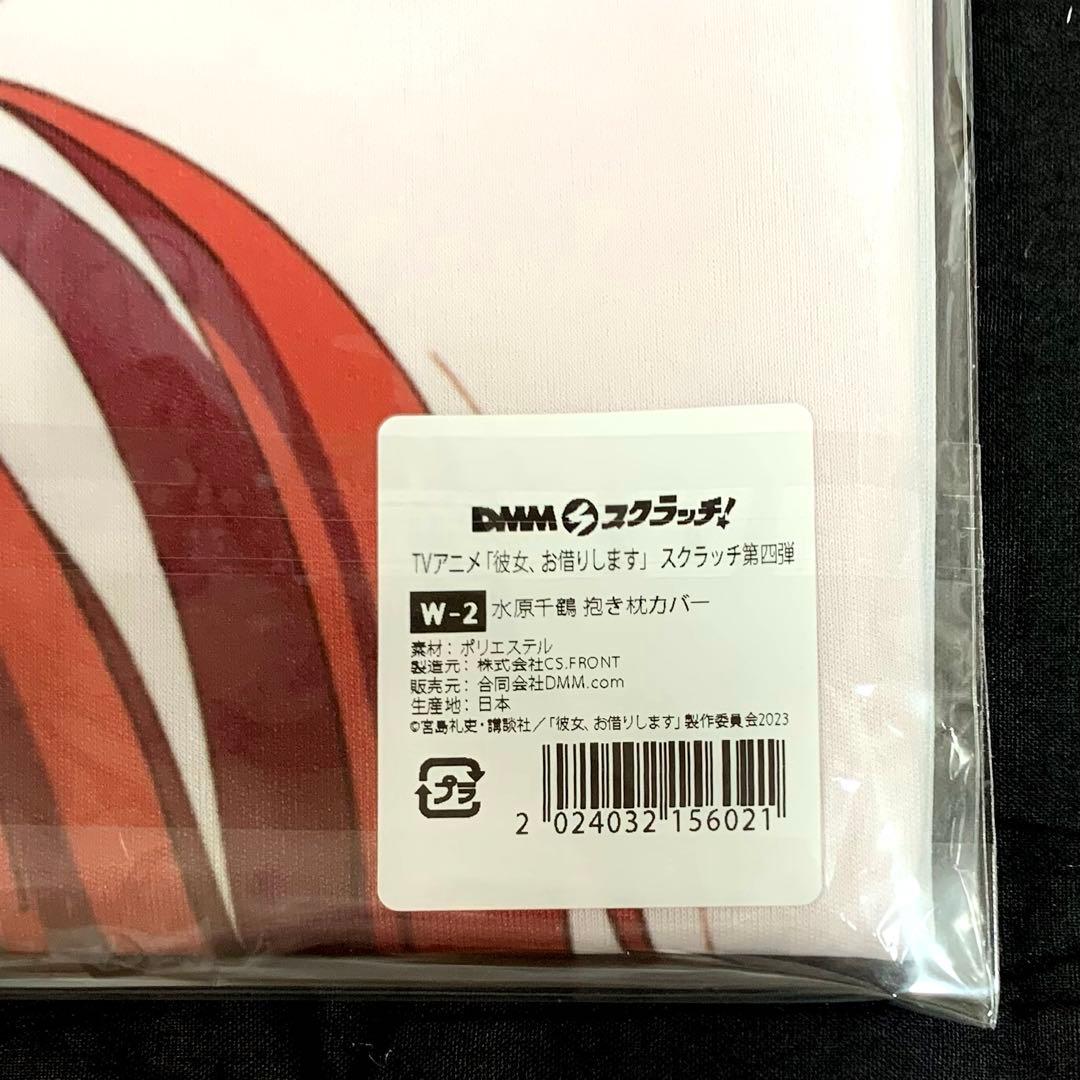 DMMスクラッチ!
TVアニメ「彼女、お借りします」 スクラッチ第四弾
W-2 水原千鶴 抱き枕カバー
素材: ポリエステル
製造元: 株式会社CS.FRONT
販売元: 合同会社DMM.com
生産地: 日本
©宮島礼吏・講談社/「彼女、お借りします」製作委員会2023
プラ
2 024032 156021